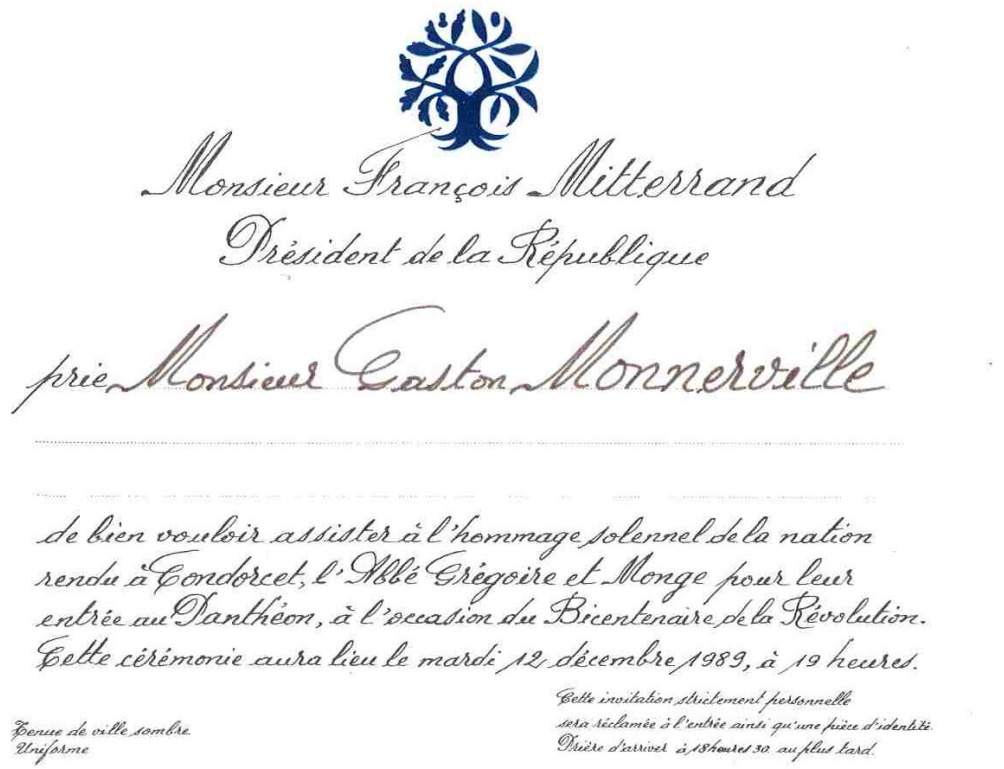 Monsieur François Mitterrand
Président de la République
prie Monsieur Gaston Monnerville
de bien vouloir assister à l'hommage solennel de la nation
rendu à Condorcet, l'Abbé Grégoire et Monge pour leur
entrée au Panthéon, à l'occasion du Bicentenaire de la Révolution.
Cette cérémonie aura lieu le mardi 12 décembre 1989, à 19 heures.
Tenue de ville sombre
Uniforme
Cette invitation strictement personnelle
sera réclamée à l'entrée ainsi qu'une pièce d'identité.
Prière d'arriver à 18 heures 30 au plus tard.